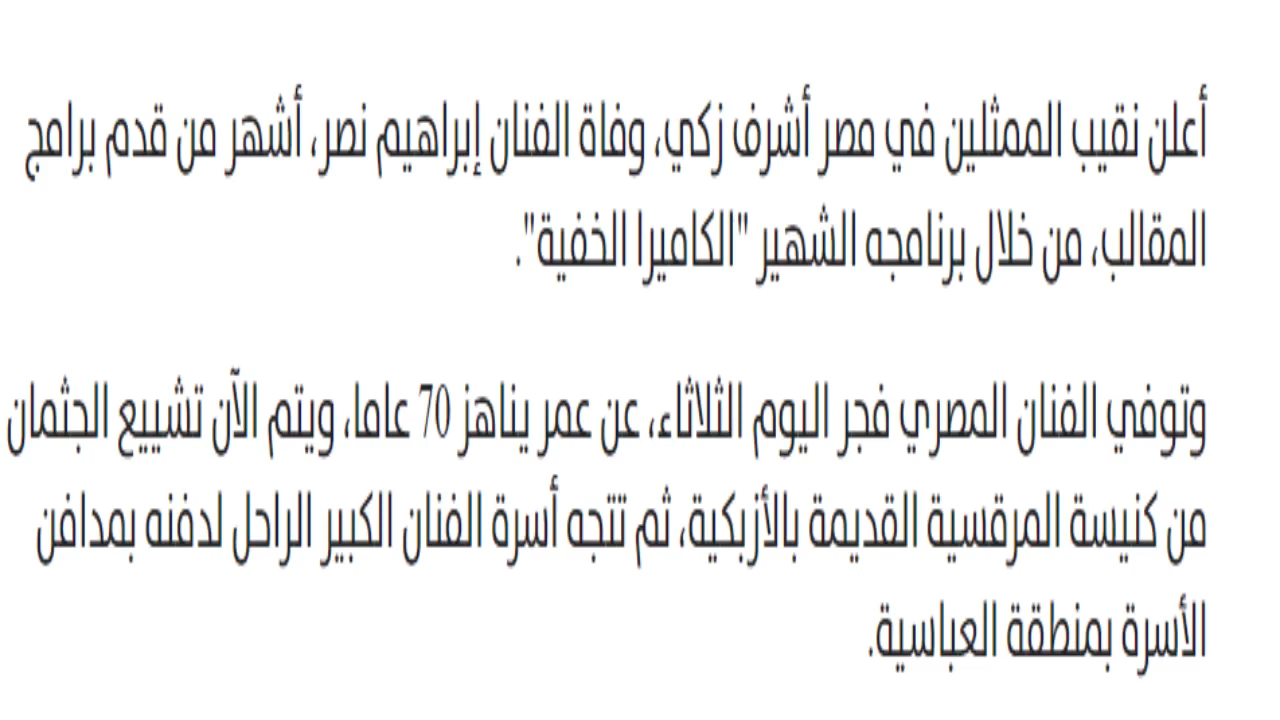 أعلن نقيب الممثلين في مصر أشرف زكي، وفاة الفنان إبراهيم نصر، أشهر من قدم برامج
المقالب، من خلال برنامجه الشهير "الكاميرا الخفية".
وتوفي الفنان المصري فجر اليوم الثلاثاء، عن عمر يناهز 70 عاما، ويتم الآن تشييع الجثمان
من كنيسة المرقسية القديمة بالأزبكية، ثم تتجه أسرة الفنان الكبير الراحل لدفنه بمدافن
الأسرة بمنطقة العباسية.